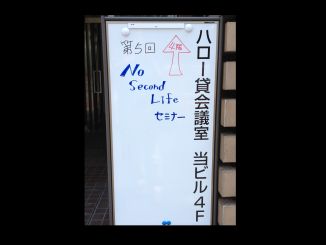 第5回
4階
No
Second
Life
セミナー
ハロー貸会議室 当ビル4F